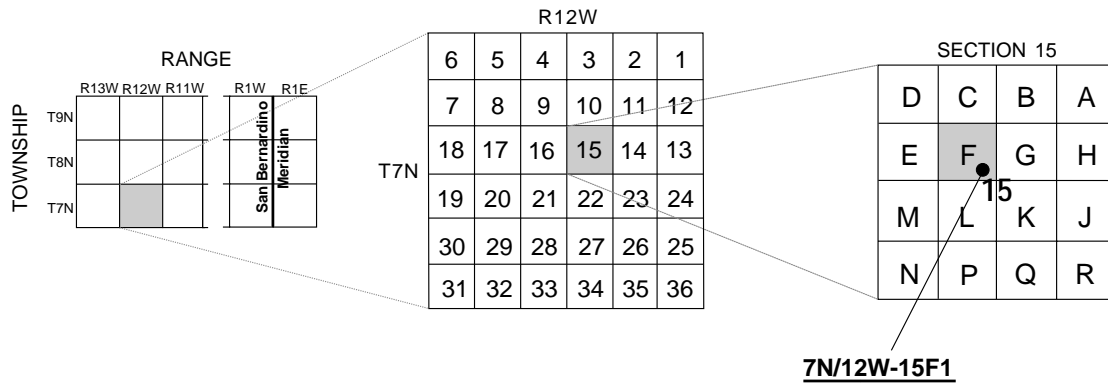 RANGE
R13W R12W R11W R1W R1E
TOWNSHIP
T9N
T8N
T7N
San Bernardino
Meridian
R12W
T7N
6 5 4 3 2 1
7 8 9 10 11 12
18 17 16 15 14 13
19 20 21 22 23 24
30 29 28 27 26 25
31 32 33 34 35 36
SECTION 15
D C B A
E F G H
15
M L K J
N P Q R
7N/12W-15F1